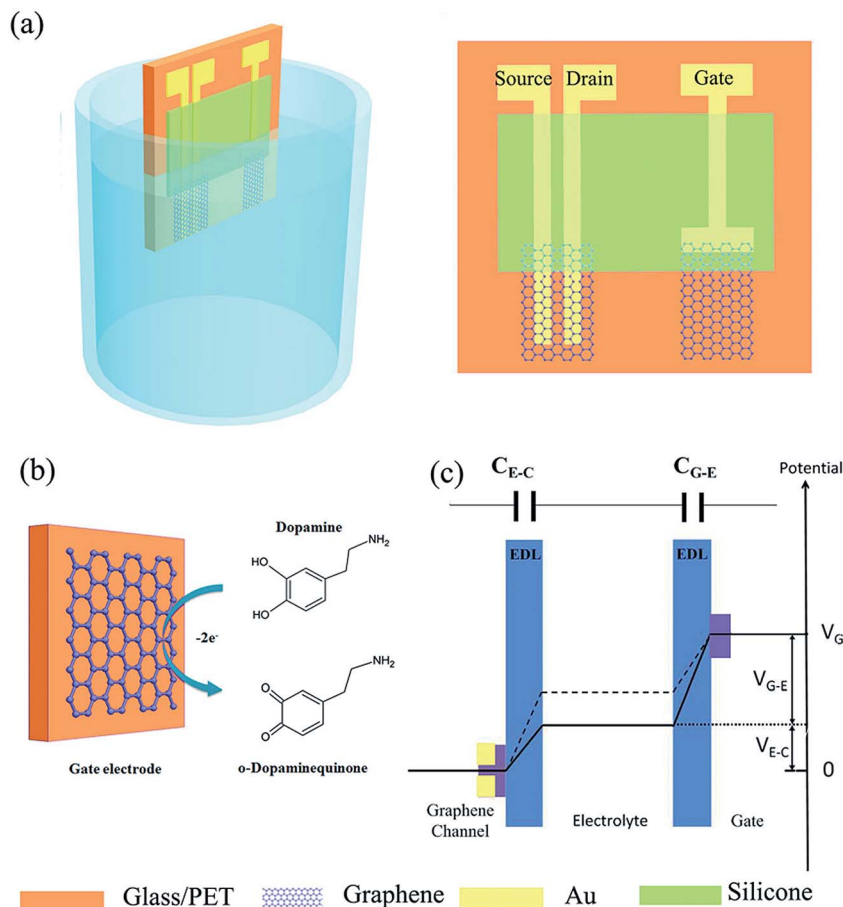 (a)
Source Drain Gate
(b)
Dopamine
HO
HO
NH2
-2e-
O
O
NH2
Gate electrode
o-Dopaminequinone
(c)
CE-C
CG-E
Potential
EDL
EDL
VG
VG-E
VE-C
0
Graphene
Channel
Electrolyte
Gate
Glass/PET Graphene Au Silicone